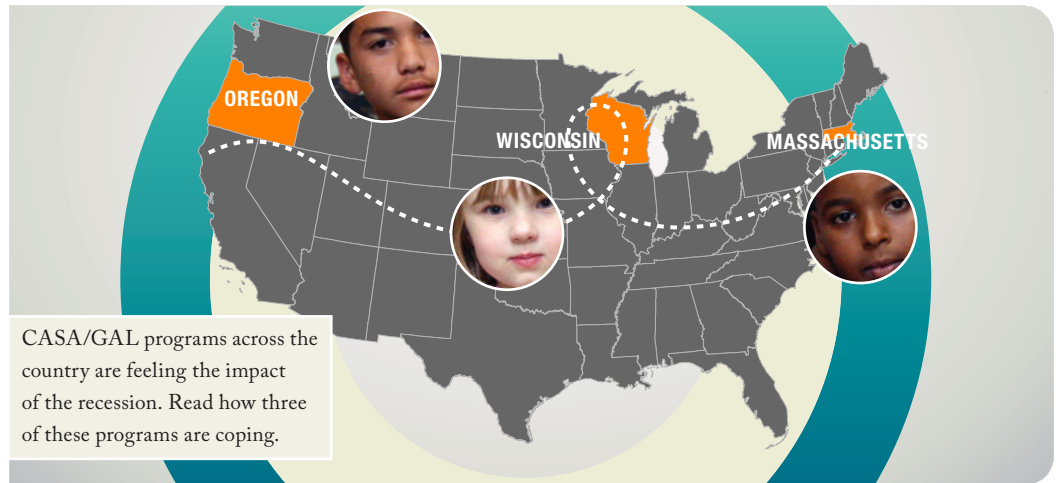 OREGON
WISCONSIN
MASSACHUSETTS
CASA/GAL programs across the
country are feeling the impact
of the recession. Read how three
of these programs are coping.